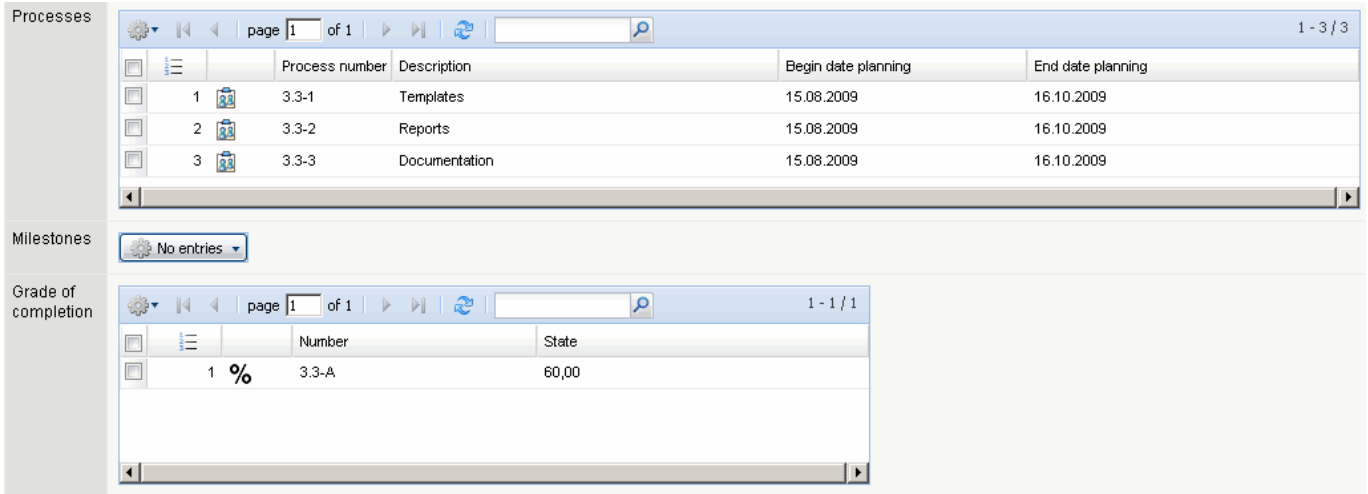 Processes
page 1 of 1 1 - 3 / 3
Process number Description Begin date planning End date planning
1 3.3-1 Templates 15.08.2009 16.10.2009
2 3.3-2 Reports 15.08.2009 16.10.2009
3 3.3-3 Documentation 15.08.2009 16.10.2009
Milestones
No entries
Grade of
completion
page 1 of 1 1 - 1 / 1
Number State
1 % 3.3-A 60,00